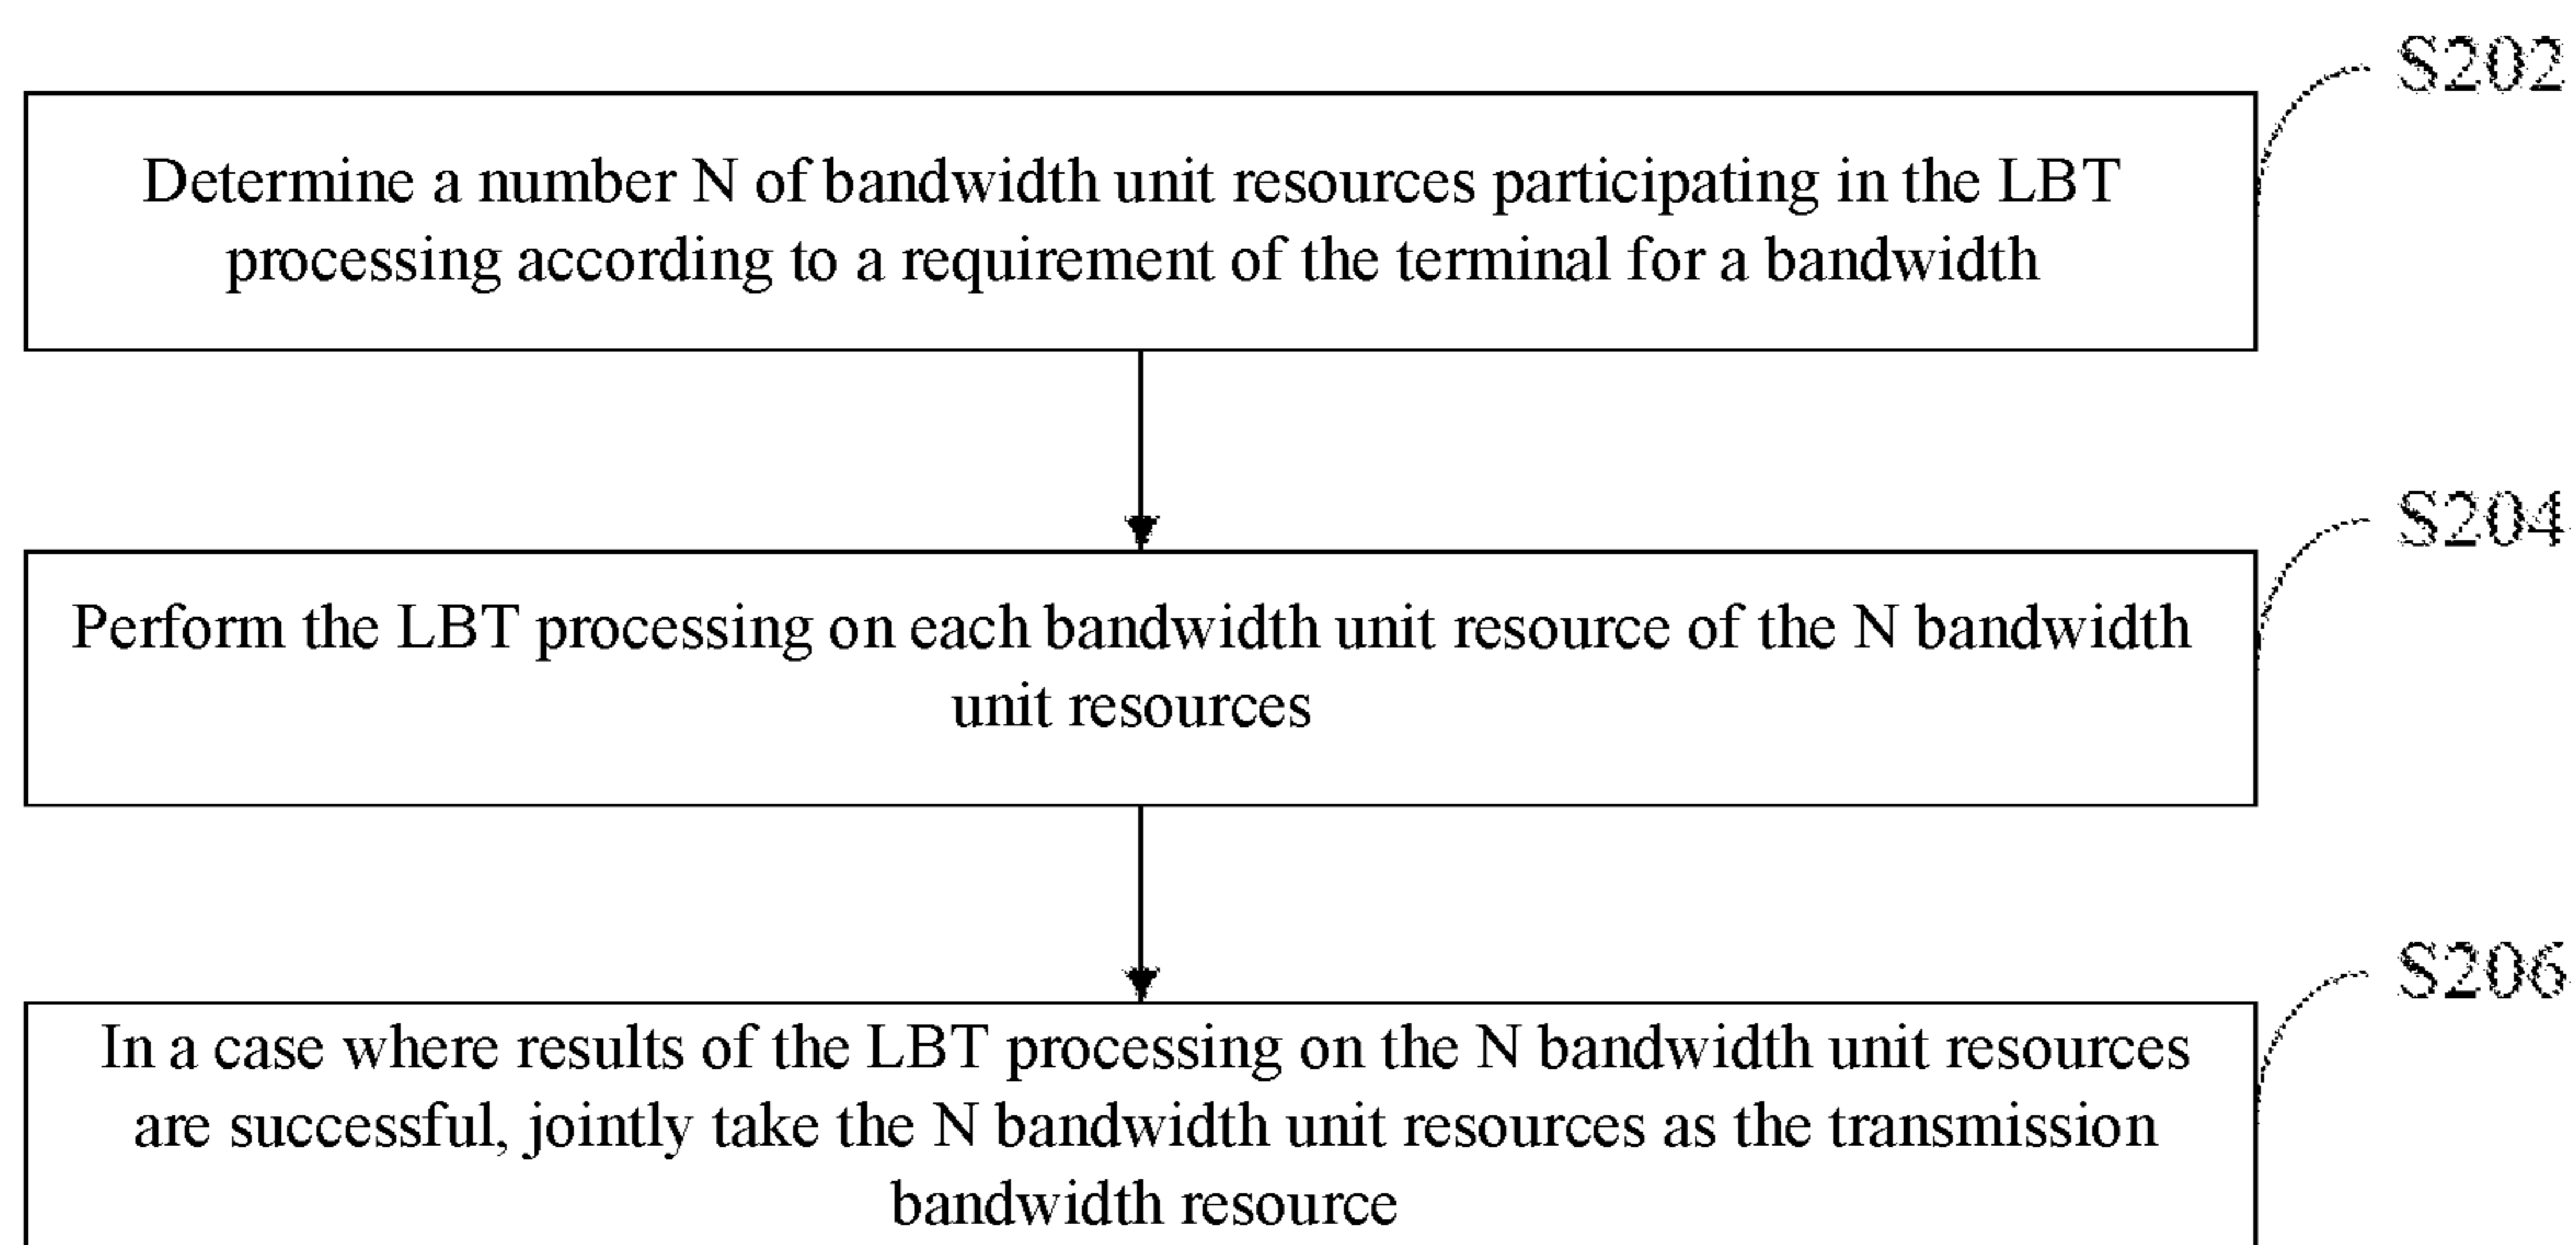 S202
Determine a number N of bandwidth unit resources participating in the LBT
processing according to a requirement of the terminal for a bandwidth
S204
Perform the LBT processing on each bandwidth unit resource of the N bandwidth
unit resources
S206
In a case where results of the LBT processing on the N bandwidth unit resources
are successful, jointly take the N bandwidth unit resources as the transmission
bandwidth resource